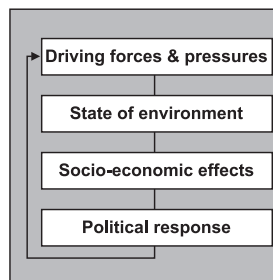 Driving forces & pressures
State of environment
Socio-economic effects
Political response